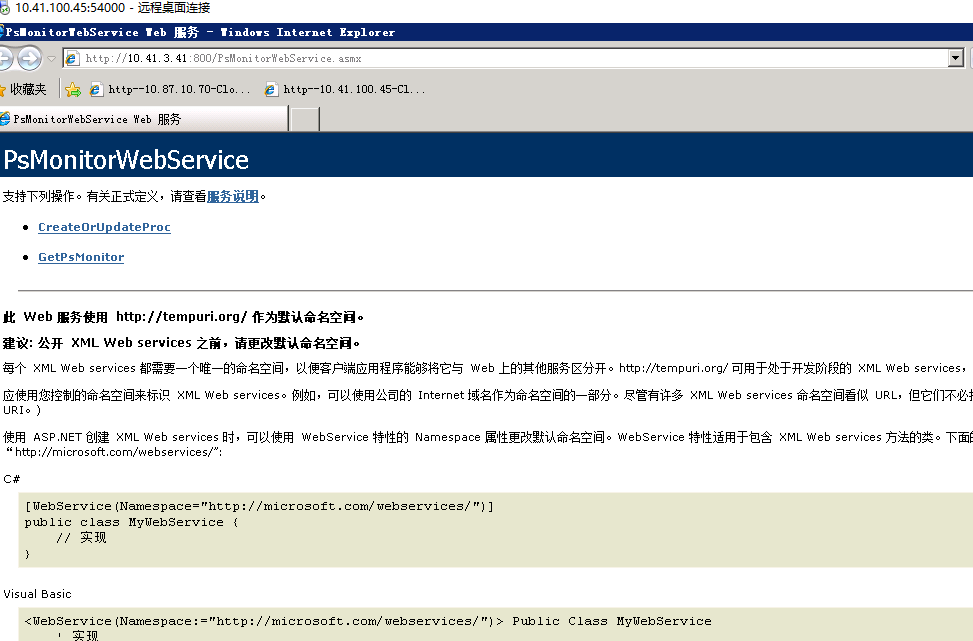 10.41.100.45:54000 - 远程桌面连接
PsMonitorWebService Web 服务 - Windows Internet Explorer
http://10.41.3.41:800/PsMonitorWebService.asmx
收藏夹 http--10.87.10.70-Clo... http--10.41.100.45-Cl...
PsMonitorWebService Web 服务
PsMonitorWebService
支持下列操作。有关正式定义，请查看服务说明。
CreateOrUpdateProc
GetPsMonitor
此 Web 服务使用 http://tempuri.org/ 作为默认命名空间。
建议: 公开 XML Web services 之前，请更改默认命名空间。
每个 XML Web services 都需要一个唯一的命名空间，以便客户端应用程序能够将它与 Web 上的其他服务区分开。http://tempuri.org/ 可用于处于开发阶段的 XML Web services，
应使用您控制的命名空间来标识 XML Web services。例如，可以使用公司的 Internet 域名作为命名空间的一部分。尽管有许多 XML Web services 命名空间看似 URL，但它们不必
URI。)
使用 ASP.NET 创建 XML Web services 时，可以使用 WebService 特性的 Namespace 属性更改默认命名空间。WebService 特性适用于包含 XML Web services 方法的类。下面的
“http://microsoft.com/webservices/”:
C#
[WebService(Namespace="http://microsoft.com/webservices/")]
public class MyWebService {
// 实现
}
Visual Basic
<WebService(Namespace:="http://microsoft.com/webservices/")> Public Class MyWebService
' 实现